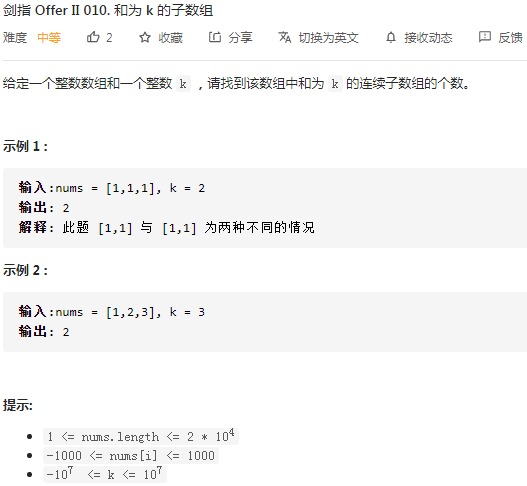 剑指 Offer II 010. 和为 k 的子数组
难度 中等 2 收藏 分享 切换为英文 接收动态 反馈
给定一个整数数组和一个整数 k ，请找到该数组中和为 k 的连续子数组的个数。
示例 1 :
输入:nums = [1,1,1], k = 2
输出: 2
解释: 此题 [1,1] 与 [1,1] 为两种不同的情况
示例 2 :
输入:nums = [1,2,3], k = 3
输出: 2
提示:
1 <= nums.length <= 2 * 10⁴
-1000 <= nums[i] <= 1000
-10⁷ <= k <= 10⁷